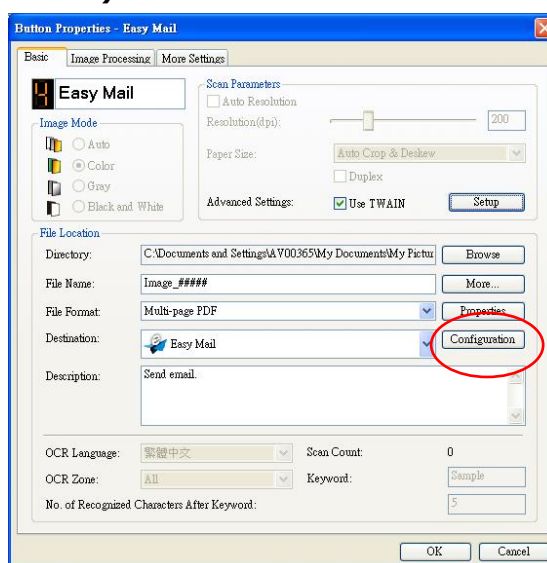 Button Properties - Easy Mail
Basic Image Processing More Settings
4 Easy Mail
Scan Parameters
Auto Resolution
Resolution(dpi): 200
Paper Size: Auto Crop & Deskew
Duplex
Advanced Settings: Use TWAIN Setup
Image Mode
Auto
Color
Gray
Black and White
File Location
Directory: C:\Documents and Settings\AV00365\My Documents\My Pictur Browse
File Name: Image_##### More...
File Format: Multi-page PDF Properties
Destination: Easy Mail Configuration
Description: Send email.
OCR Language: 繁體中文 Scan Count: 0
OCR Zone: All Keyword: Sample
No. of Recognized Characters After Keyword: 5
OK Cancel